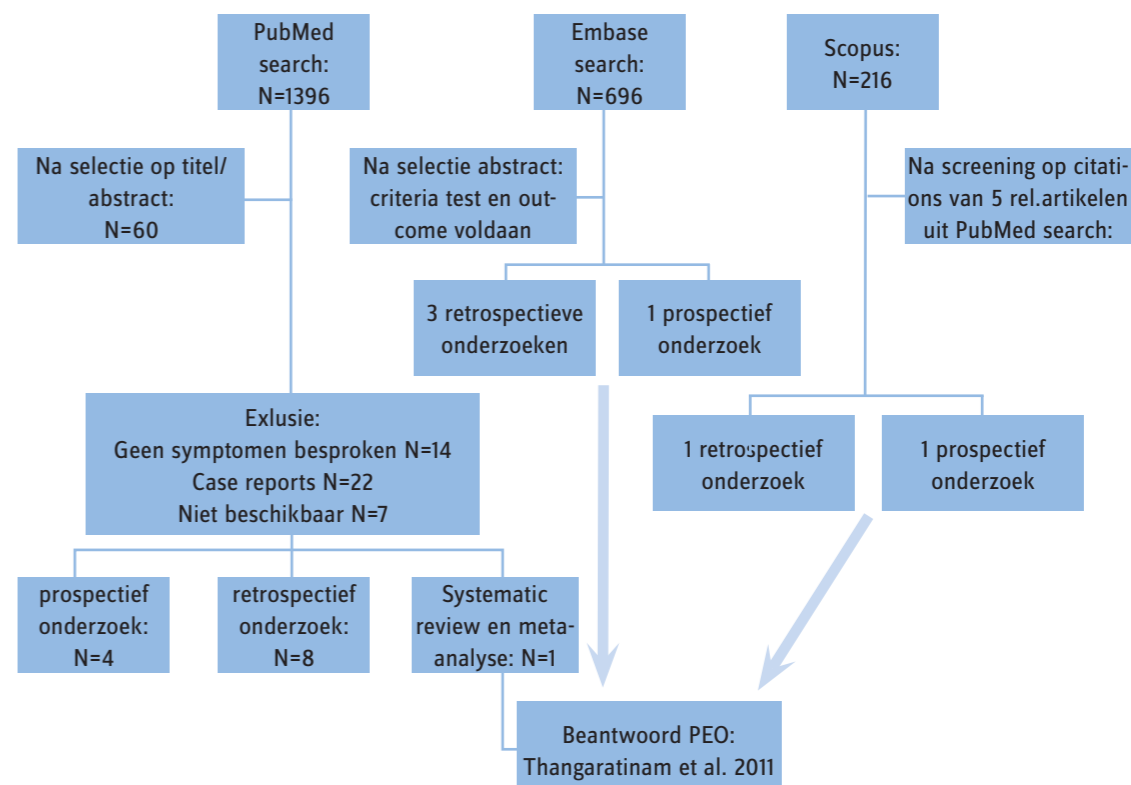 PubMed
search:
N=1396
Embase
search:
N=696
Scopus:
N=216
Na selectie op titel/
abstract:
N=60
Na selectie abstract:
criteria test en out-
come voldaan
Na screening op citati-
ons van 5 rel.artikelen
uit PubMed search:
3 retrospectieve
onderzoeken
1 prospectief
onderzoek
Exlusie:
Geen symptomen besproken N=14
Case reports N=22
Niet beschikbaar N=7
1 retrospectief
onderzoek
1 prospectief
onderzoek
prospectief
onderzoek:
N=4
retrospectief
onderzoek:
N=8
Systematic
review en meta-
analyse: N=1
Beantwoord PEO:
Thangaratinam et al. 2011